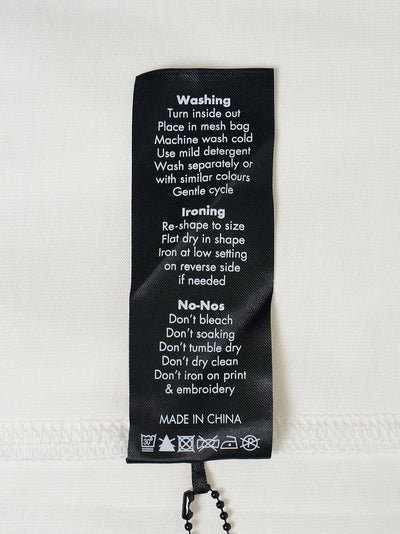 Washing
Turn inside out
Place in mesh bag
Machine wash cold
Use mild detergent
Wash separately or
with similar colours
Gentle cycle
Ironing
Re-shape to size
Flat dry in shape
Iron at low setting
on reverse side
if needed
No-Nos
Don't bleach
Don't soaking
Don't tumble dry
Don't dry clean
Don't iron on print
& embroidery
MADE IN CHINA
30° P